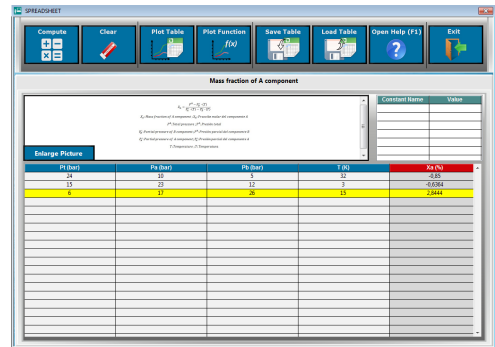 SPREADSHEET
Compute Clear Plot Table Plot Function Save Table Load Table Open Help (F1) Exit
f(x)
?
Mass fraction of A component
Constant Name Value
Enlarge Picture
Pt (bar) Pa (bar) Pb (bar) T (K) Xa (%)
24 10 5 32 -0,85
15 23 12 3 -0,6364
6 17 26 15 2,8444